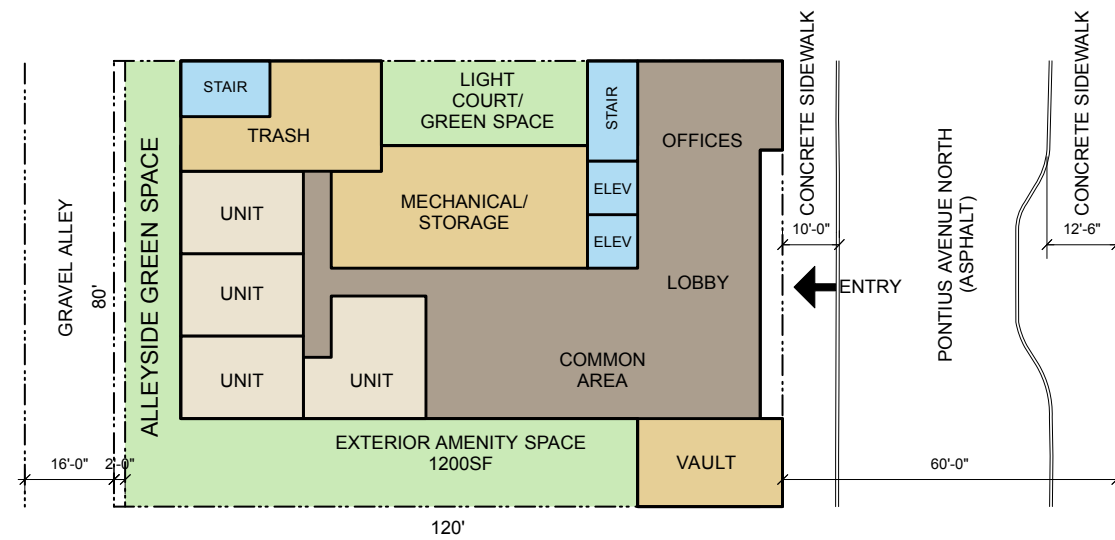 GRAVEL ALLEY
80'
ALLEYSIDE GREEN SPACE
STAIR
TRASH
LIGHT
COURT/
GREEN SPACE
STAIR
OFFICES
CONCRETE SIDEWALK
CONCRETE SIDEWALK
UNIT
MECHANICAL/
STORAGE
ELEV
ELEV
10'-0"
12'-6"
PONTIUS AVENUE NORTH
(ASPHALT)
UNIT
LOBBY
ENTRY
UNIT
UNIT
COMMON
AREA
EXTERIOR AMENITY SPACE
1200SF
VAULT
16'-0"
2'-0"
60'-0"
120'